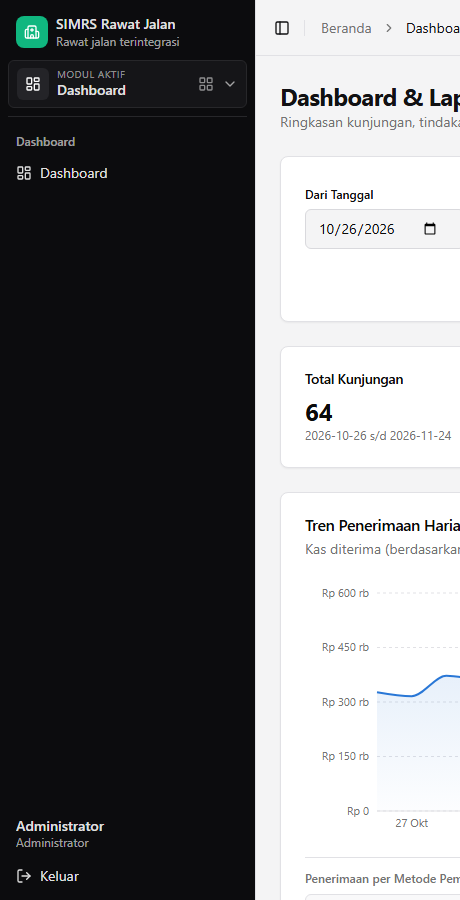 SIMRS Rawat Jalan
Rawat jalan terintegrasi
MODUL AKTIF
Dashboard
Dashboard
Dashboard
Administrator
Administrator
Keluar
Beranda
Dashboa
Dashboard & Lap
Ringkasan kunjungan, tindaka
Dari Tanggal
10/26/2026
Total Kunjungan
64
2026-10-26 s/d 2026-11-24
Tren Penerimaan Haria
Kas diterima (berdasarkan
Rp 600 rb
Rp 450 rb
Rp 300 rb
Rp 150 rb
Rp 0
27 Okt
Penerimaan per Metode Pem